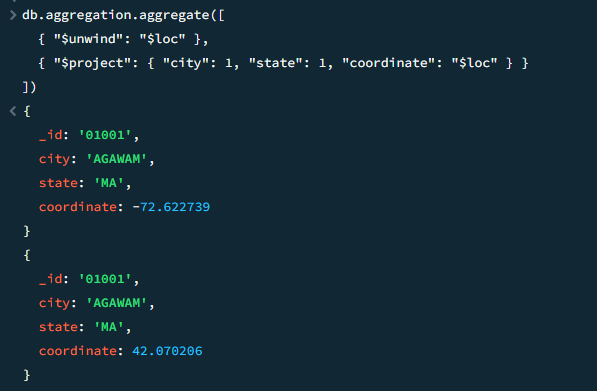 > db.aggregation.aggregate([
{ "$unwind": "$loc" },
{ "$project": { "city": 1, "state": 1, "coordinate": "$loc" } }
])
< {
_id: '01001',
city: 'AGAWAM',
state: 'MA',
coordinate: -72.622739
}
{
_id: '01001',
city: 'AGAWAM',
state: 'MA',
coordinate: 42.070206
}